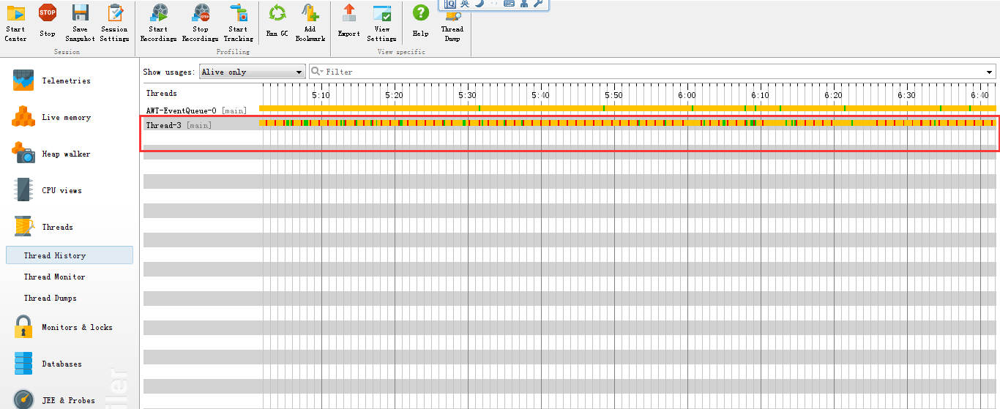 英
Start Center
Stop
Save Snapshot
Session Settings
Start Recordings
Stop Recordings
Start Tracking
Run GC
Add Bookmark
Export
View Settings
Help
Thread Dump
Session
Profiling
View specific
Telemetries
Live memory
Heap walker
CPU views
Threads
Thread History
Thread Monitor
Thread Dumps
Monitors & locks
Databases
JEE & Probes
Show usages:
Alive only
Filter
Threads
5:10 5:20 5:30 5:40 5:50 6:00 6:10 6:20 6:30 6:40
AWT-EventQueue-0 [main]
Thread-3 [main]